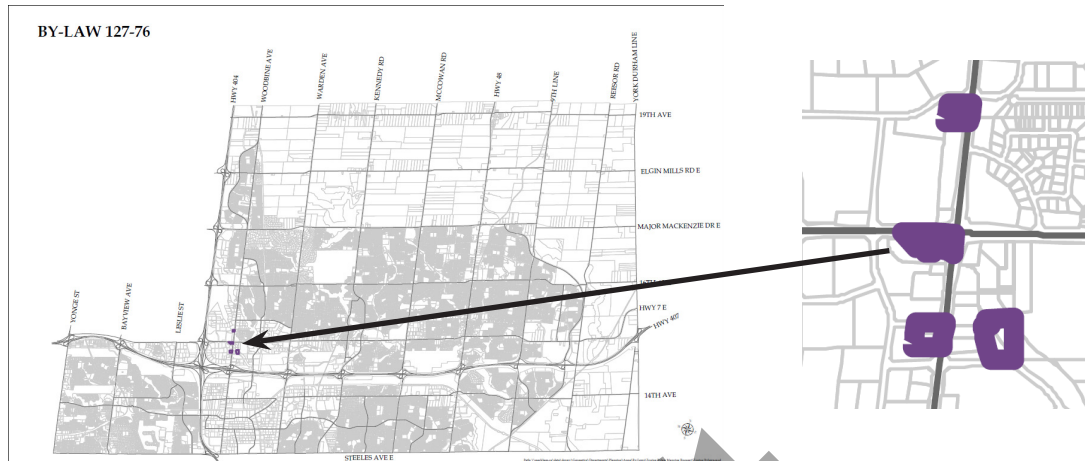 BY-LAW 127-76
HWY 404
WOODBINE AVE
WARDEN AVE
KENNEDY RD
MCCOWAN RD
HWY 48
9TH LINE
REESOR RD
YORK DURHAM LINE
19TH AVE
ELGIN MILLS RD E
MAJOR MACKENZIE DR E
HWY 7 E
HWY 407
YONGE ST
BAYVIEW AVE
LESLIE ST
14TH AVE
STEELES AVE E